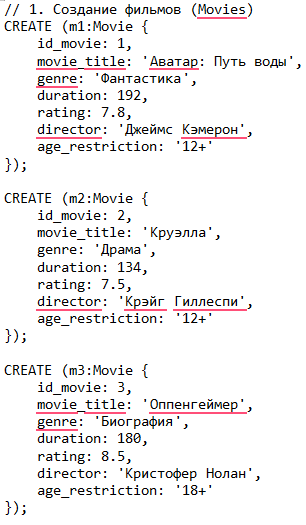 // 1. Создание фильмов (Movies)
CREATE (m1:Movie {
    id_movie: 1,
    movie_title: 'Аватар: Путь воды',
    genre: 'Фантастика',
    duration: 192,
    rating: 7.8,
    director: 'Джеймс Кэмерон',
    age_restriction: '12+'
});

CREATE (m2:Movie {
    id_movie: 2,
    movie_title: 'Круэлла',
    genre: 'Драма',
    duration: 134,
    rating: 7.5,
    director: 'Крэйг Гиллеспи',
    age_restriction: '12+'
});

CREATE (m3:Movie {
    id_movie: 3,
    movie_title: 'Оппенгеймер',
    genre: 'Биография',
    duration: 180,
    rating: 8.5,
    director: 'Кристофер Нолан',
    age_restriction: '18+'
});